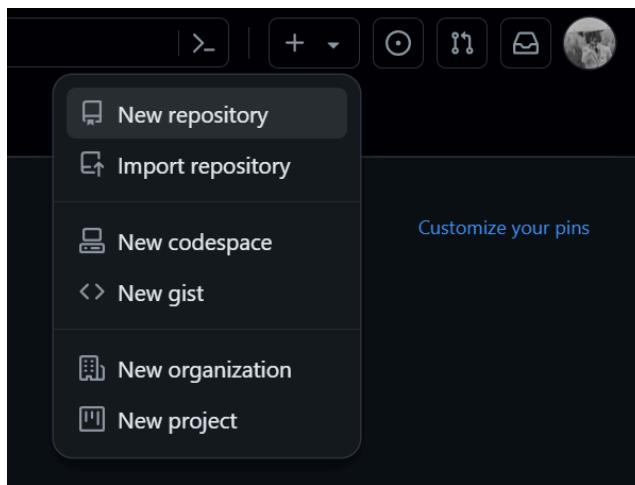 New repository
Import repository
Customize your pins
New codespace
New gist
New organization
New project